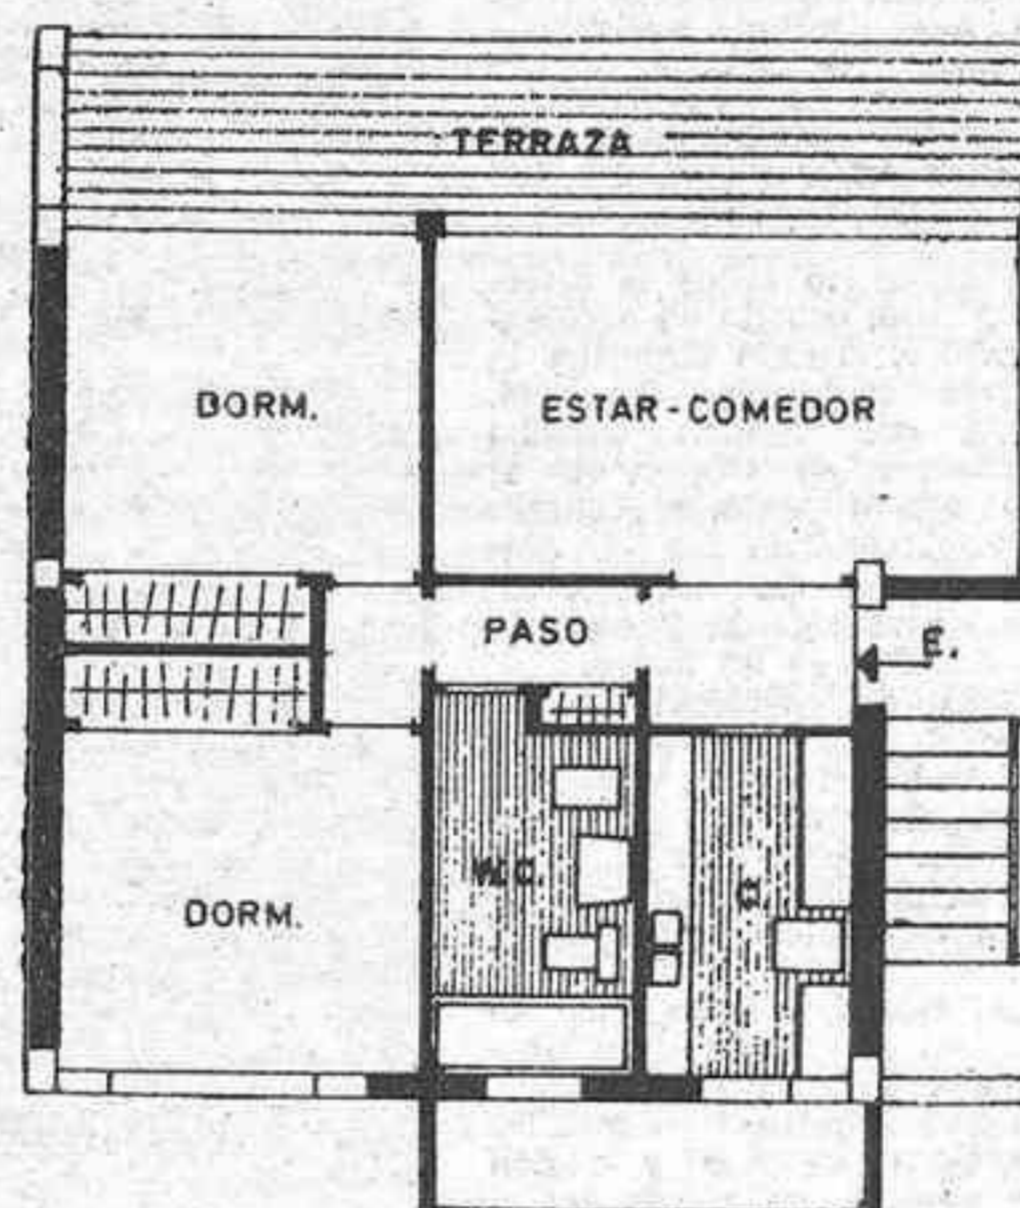 TERRAZA
DORM.
ESTAR-COMEDOR
PASO
E.
W.C.
C.
DORM.